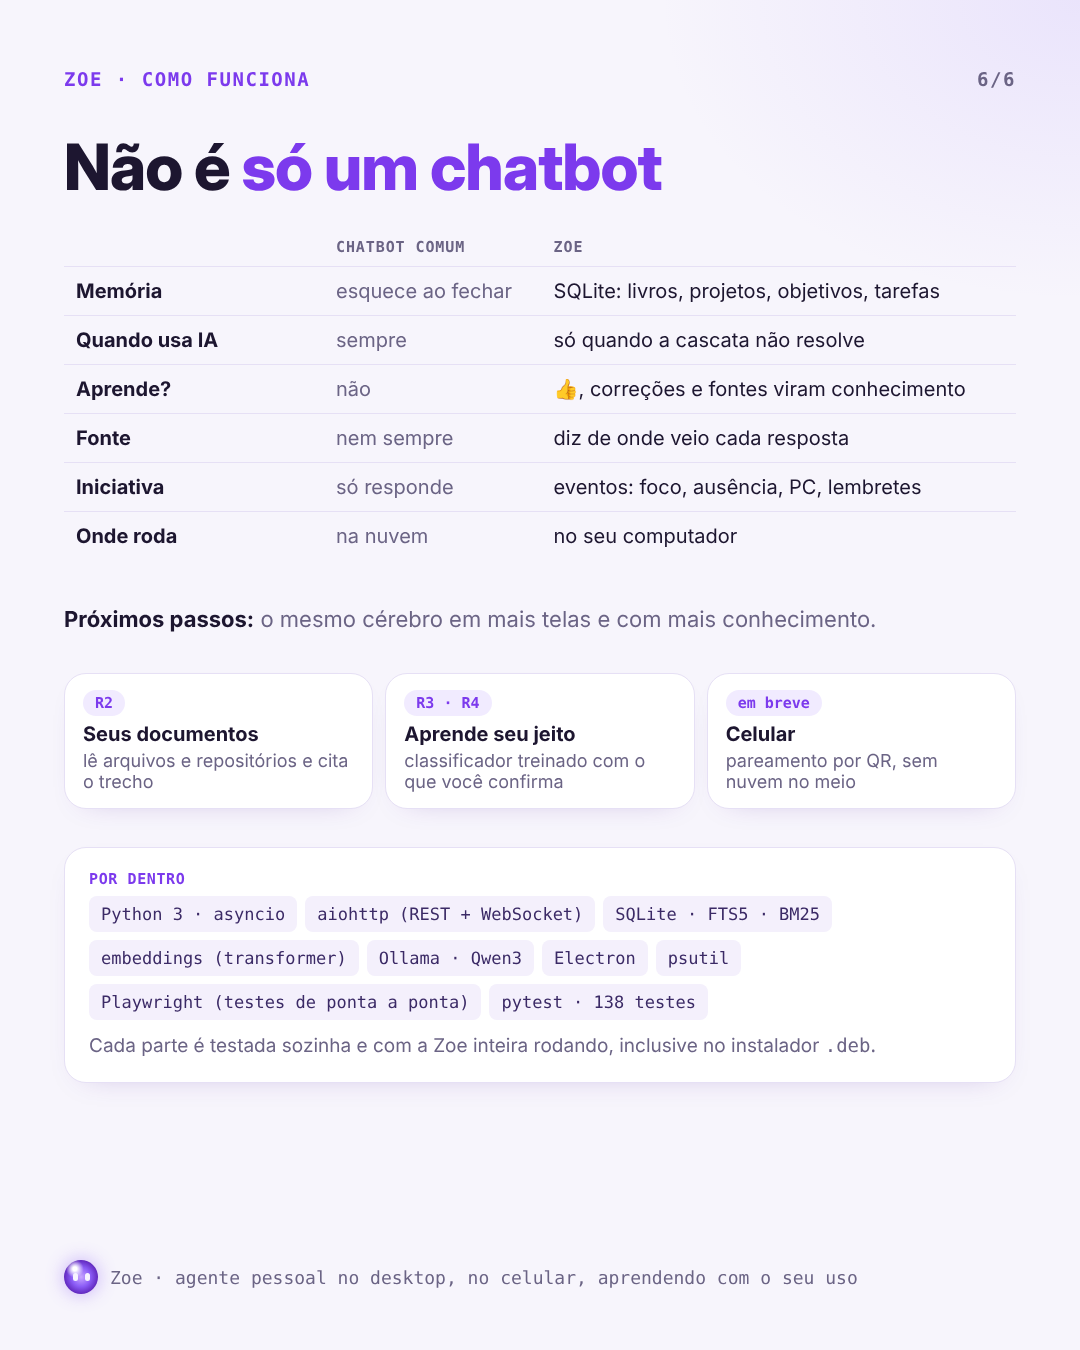 ZOE · COMO FUNCIONA
6/6
Não é só um chatbot
CHATBOT COMUM ZOE
Memória esquece ao fechar SQLite: livros, projetos, objetivos, tarefas
Quando usa IA sempre só quando a cascata não resolve
Aprende? não 👍, correções e fontes viram conhecimento
Fonte nem sempre diz de onde veio cada resposta
Iniciativa só responde eventos: foco, ausência, PC, lembretes
Onde roda na nuvem no seu computador
Próximos passos: o mesmo cérebro em mais telas e com mais conhecimento.
R2
Seus documentos
lê arquivos e repositórios e cita
o trecho
R3 · R4
Aprende seu jeito
classificador treinado com o
que você confirma
em breve
Celular
pareamento por QR, sem
nuvem no meio
POR DENTRO
Python 3 · asyncio aiohttp (REST + WebSocket) SQLite · FTS5 · BM25
embeddings (transformer) Ollama · Qwen3 Electron psutil
Playwright (testes de ponta a ponta) pytest · 138 testes
Cada parte é testada sozinha e com a Zoe inteira rodando, inclusive no instalador .deb.
Zoe · agente pessoal no desktop, no celular, aprendendo com o seu uso